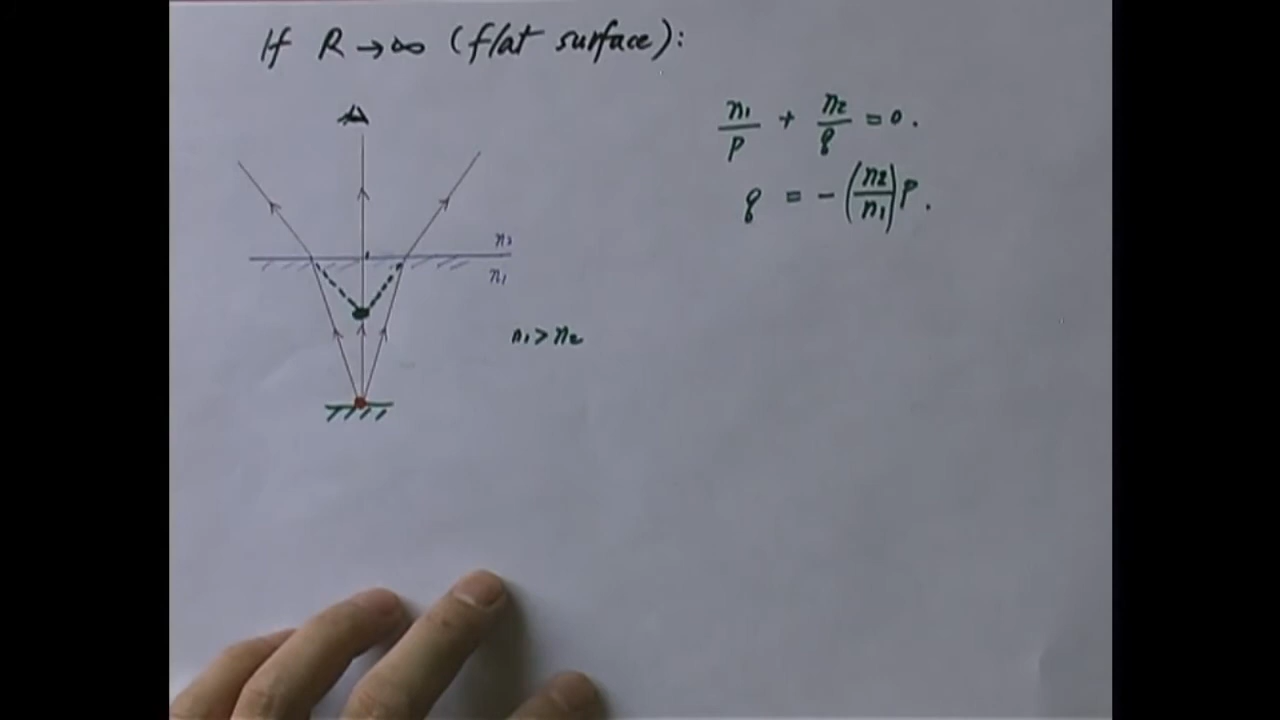 If R → ∞ (flat surface):
n1/p + n2/q = 0.
q = -(n2/n1)p.
n2
n1
n1 > n2